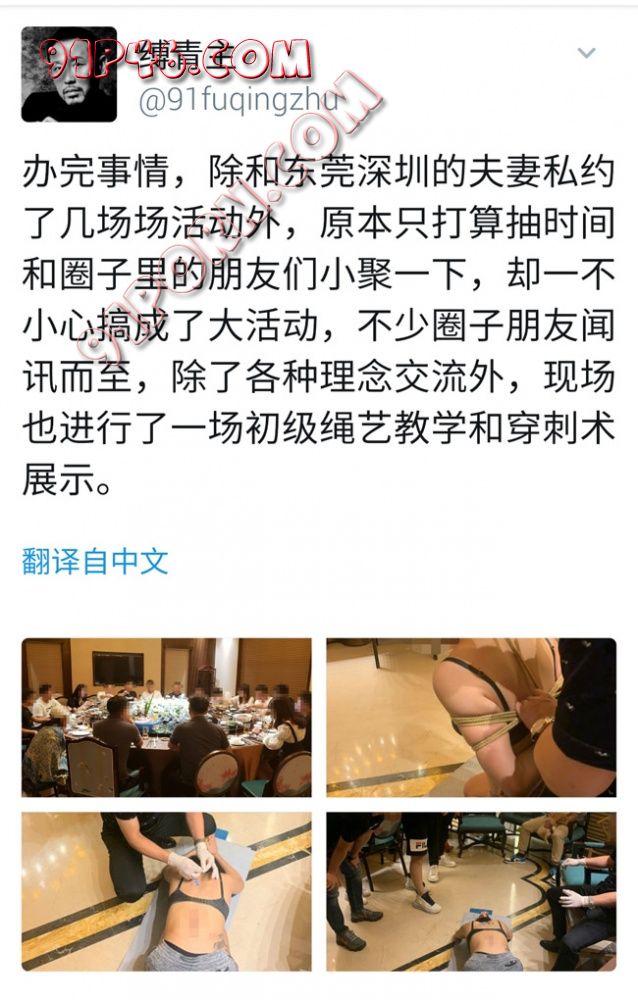 缚青主
91P46.COM
@91fuqingzhu
91PORN.COM
办完事情，除和东莞深圳的夫妻私约
了几场场活动外，原本只打算抽时间
和圈子里的朋友们小聚一下，却一不
小心搞成了大活动，不少圈子朋友闻
讯而至，除了各种理念交流外，现场
也进行了一场初级绳艺教学和穿刺术
展示。
翻译自中文
FILA